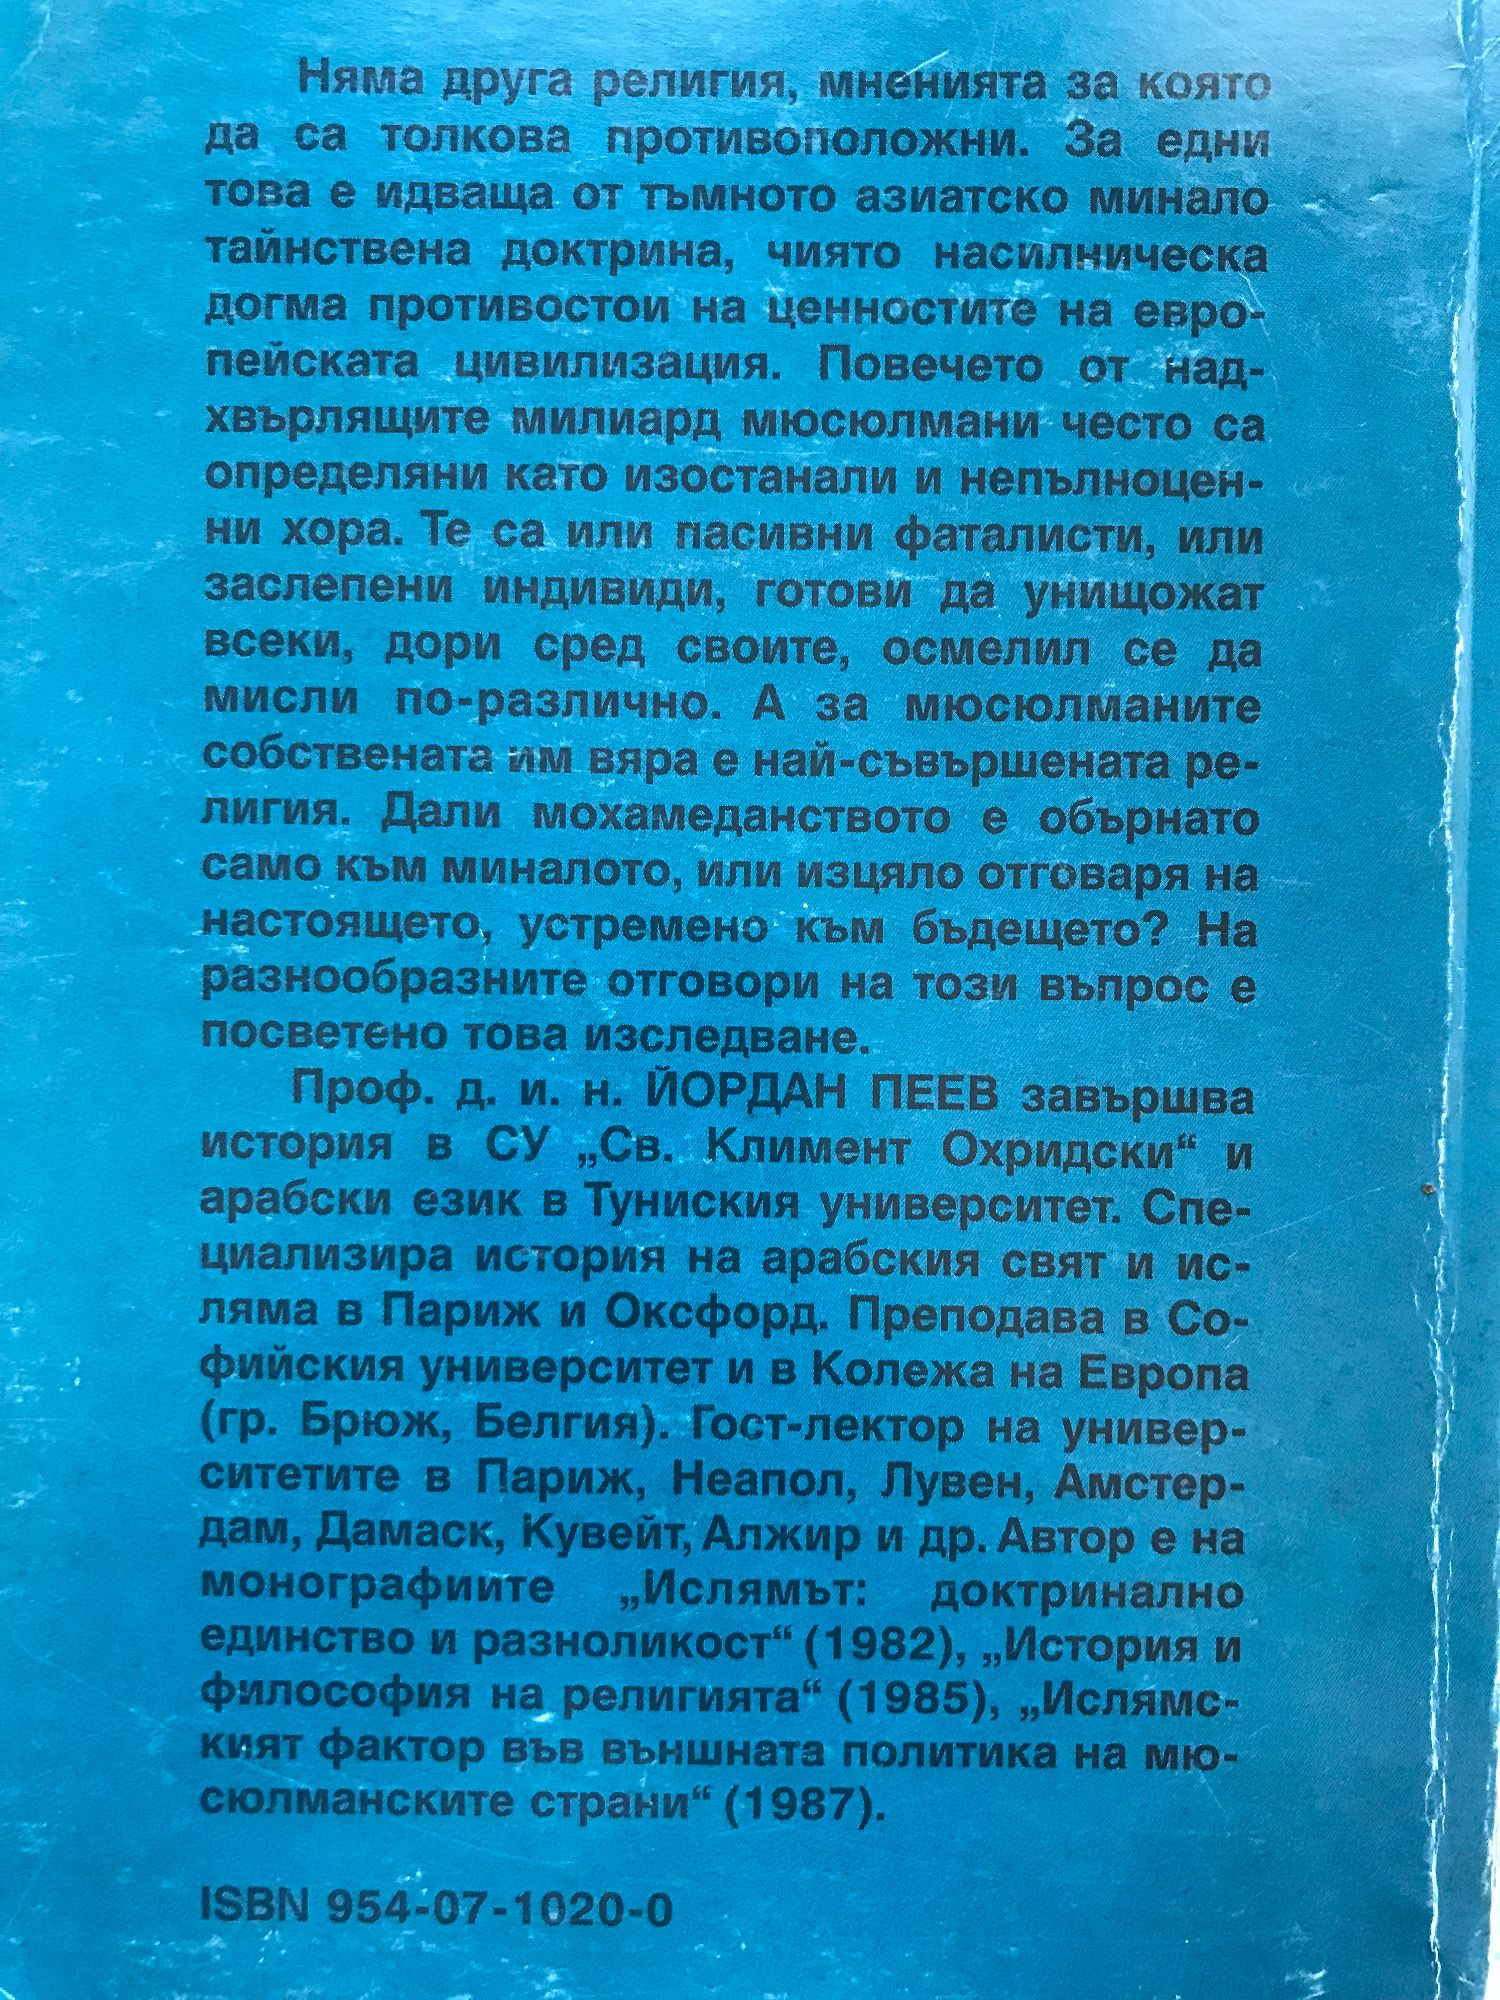 Няма друга религия, мненията за която
да са толкова противоположни. За едни
това е идваща от тъмното азиатско минало
тайнствена доктрина, чиято насилническа
догма противостои на ценностите на евро-
пейската цивилизация. Повечето от над-
хвърлящите милиард мюсюлмани често са
определяни като изостанали и непълноцен-
ни хора. Те са или пасивни фаталисти, или
заслепени индивиди, готови да унищожат
всеки, дори сред своите, осмелил се да
мисли по-различно. А за мюсюлманите
собствената им вяра е най-съвършената ре-
лигия. Дали мохамеданството е обърнато
само към миналото, или изцяло отговаря на
настоящето, устремено към бъдещето? На
разнообразните отговори на този въпрос е
посветено това изследване.
Проф. д. и. н. ЙОРДАН ПЕЕВ завършва
история в СУ „Св. Климент Охридски“ и
арабски език в Туниския университет. Спе-
циализира история на арабския свят и ис-
ляма в Париж и Оксфорд. Преподава в Со-
фийския университет и в Колежа на Европа
(гр. Брюж, Белгия). Гост-лектор на универ-
ситетите в Париж, Неапол, Лувен, Амстер-
дам, Дамаск, Кувейт, Алжир и др. Автор е на
монографиите „Ислямът: доктринално
единство и разноликост“ (1982), „История и
философия на религията“ (1985), „Ислямс-
кият фактор във външната политика на мю-
сюлманските страни“ (1987).
ISBN 954-07-1020-0